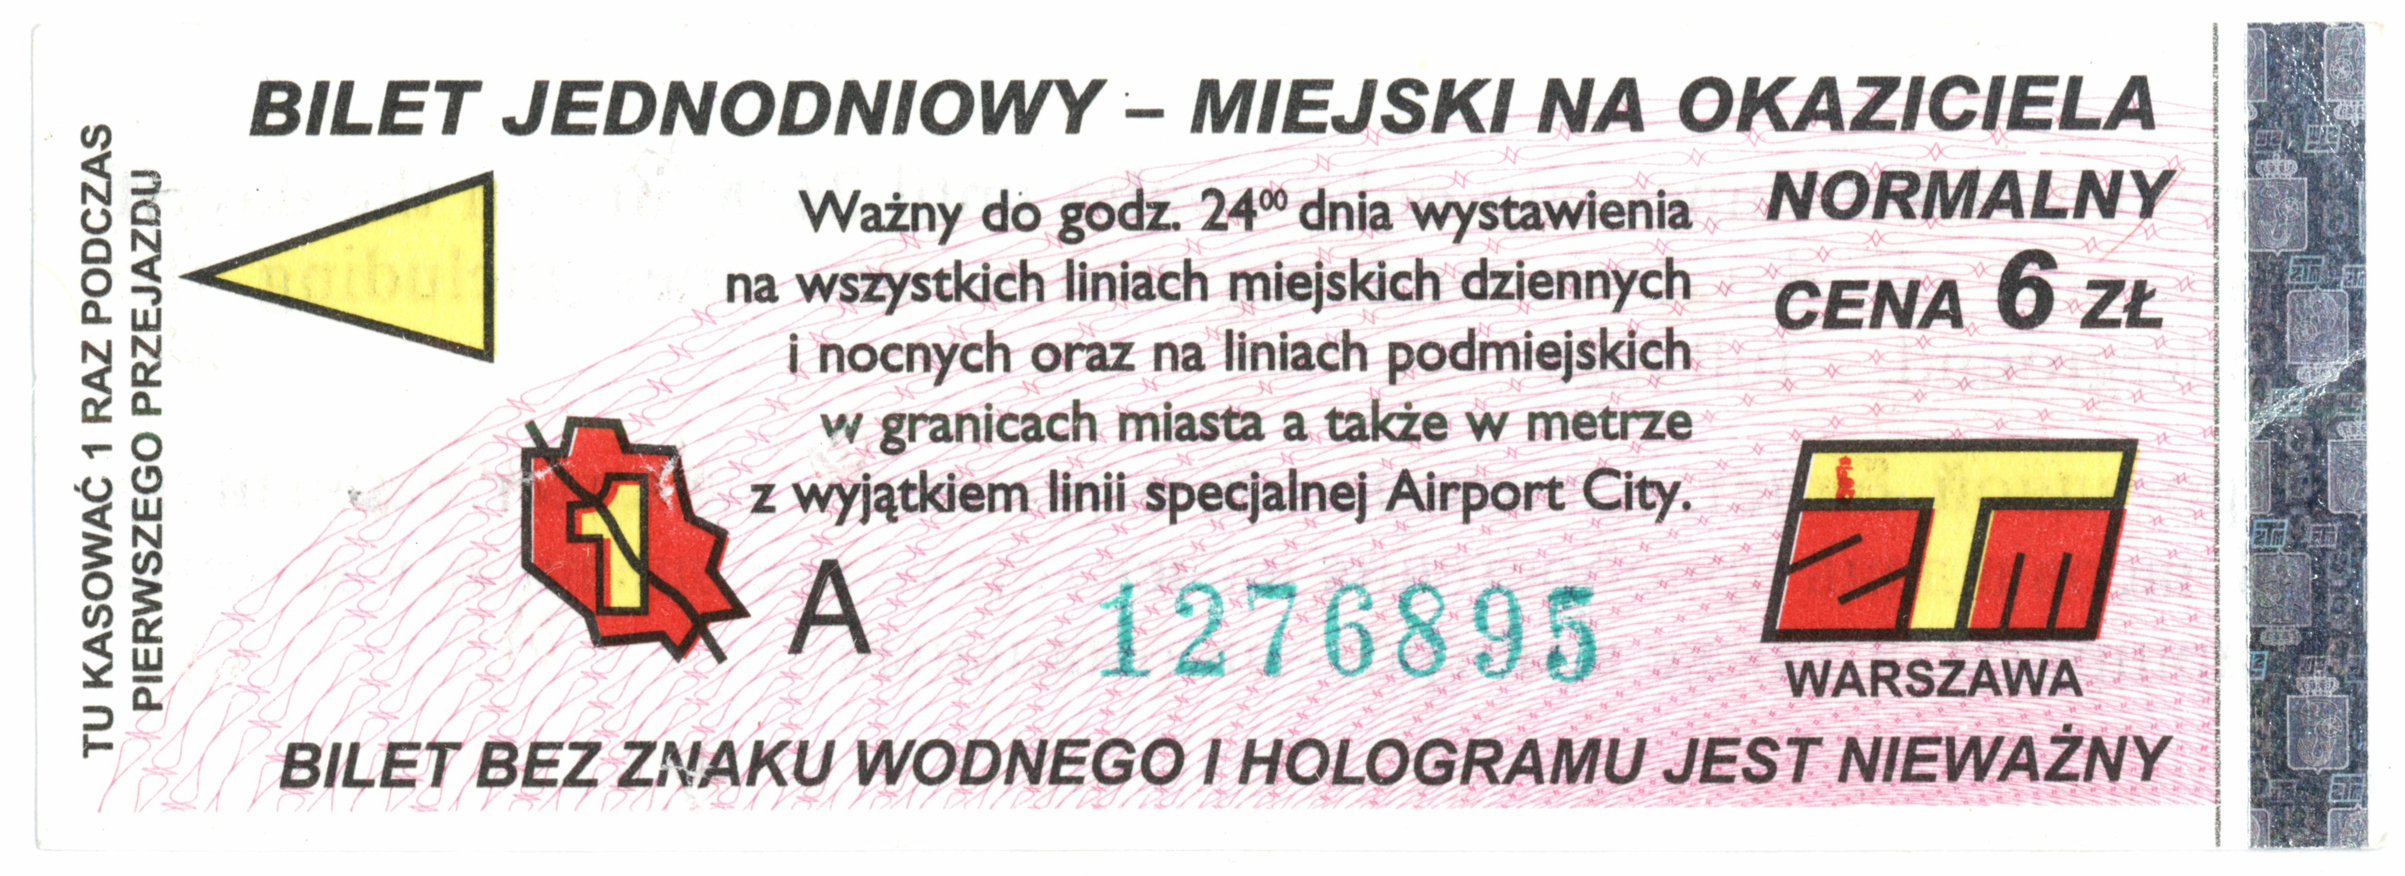 BILET JEDNODNIOWY – MIEJSKI NA OKAZICIELA
TU KASOWAĆ 1 RAZ PODCZAS
PIERWSZEGO PRZEJAZDU
Ważny do godz. 24⁰⁰ dnia wystawienia
na wszystkich liniach miejskich dziennych
i nocnych oraz na liniach podmiejskich
w granicach miasta a także w metrze
z wyjątkiem linii specjalnej Airport City.
NORMALNY
CENA 6 ZŁ
1
A 1276895
ZTM
WARSZAWA
BILET BEZ ZNAKU WODNEGO I HOLOGRAMU JEST NIEWAŻNY